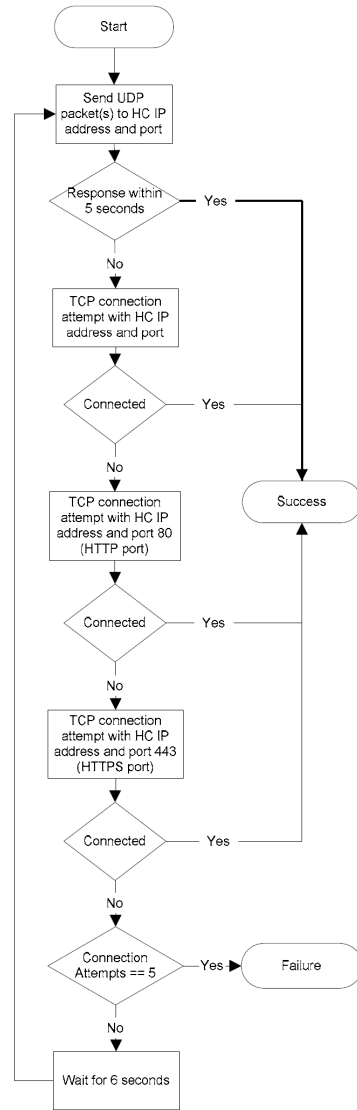 Start
Send UDP
packet(s) to HC IP
address and port
Response within
5 seconds
Yes
No
TCP connection
attempt with HC IP
address and port
Connected
Yes
No
TCP connection
attempt with HC IP
address and port 80
(HTTP port)
Success
Connected
Yes
No
TCP connection
attempt with HC IP
address and port 443
(HTTPS port)
Connected
Yes
No
Connection
Attempts == 5
Yes
Failure
No
Wait for 6 seconds